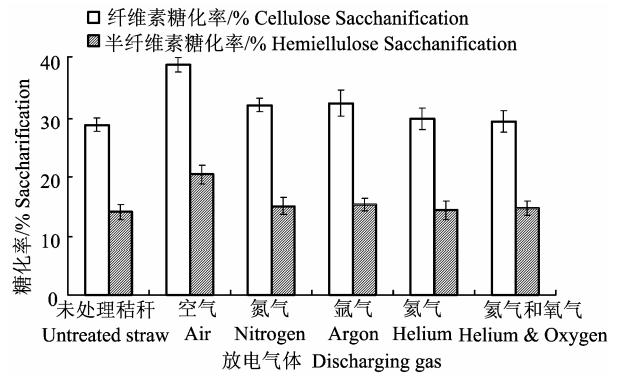 纤维素糖化率/% Cellulose Sacchanification
半纤维素糖化率/% Hemiellulose Sacchanification
糖化率/% Saccharification
40
30
20
10
0
未处理秸秆 空气 氮气 氩气 氦气 氦气和氧气
Untreated straw Air Nitrogen Argon Helium Helium & Oxygen
放电气体 Discharging gas